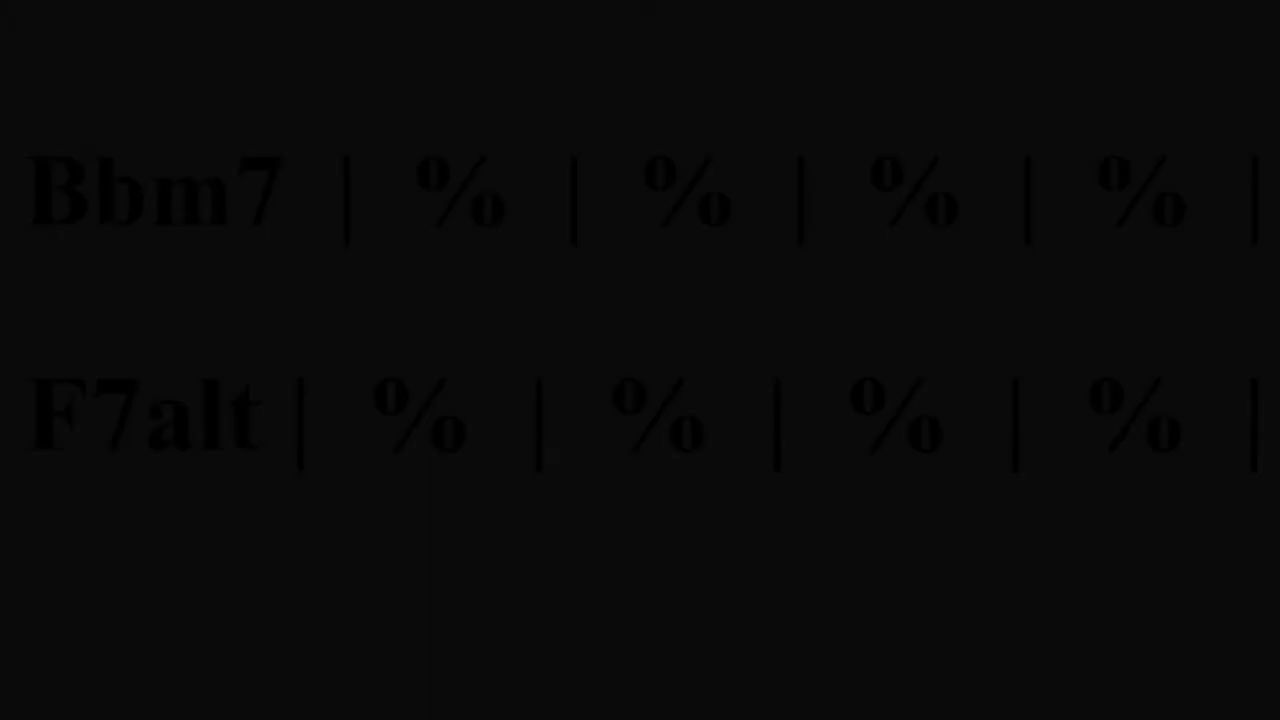 Bbm7 | % | % | % | % |
F7alt | % | % | % | % |